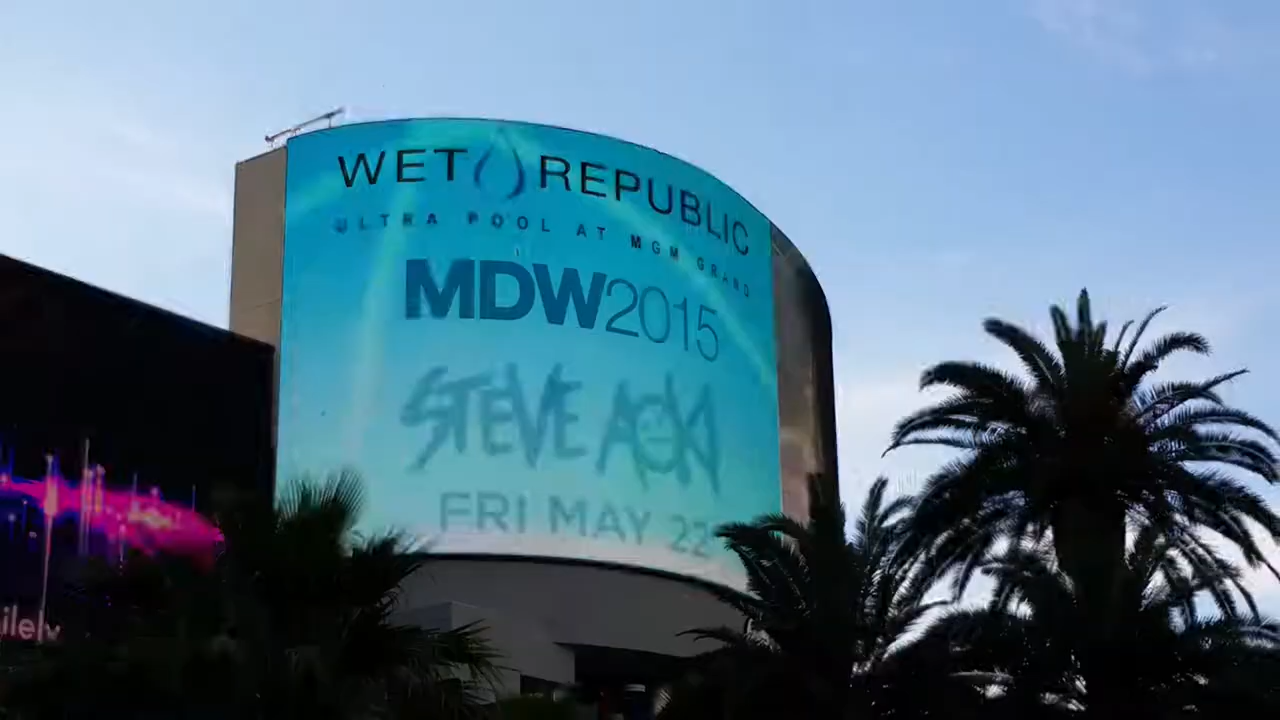 WET REPUBLIC
ULTRA POOL AT MGM GRAND
MDW2015
STEVE AOKI
FRI MAY 22